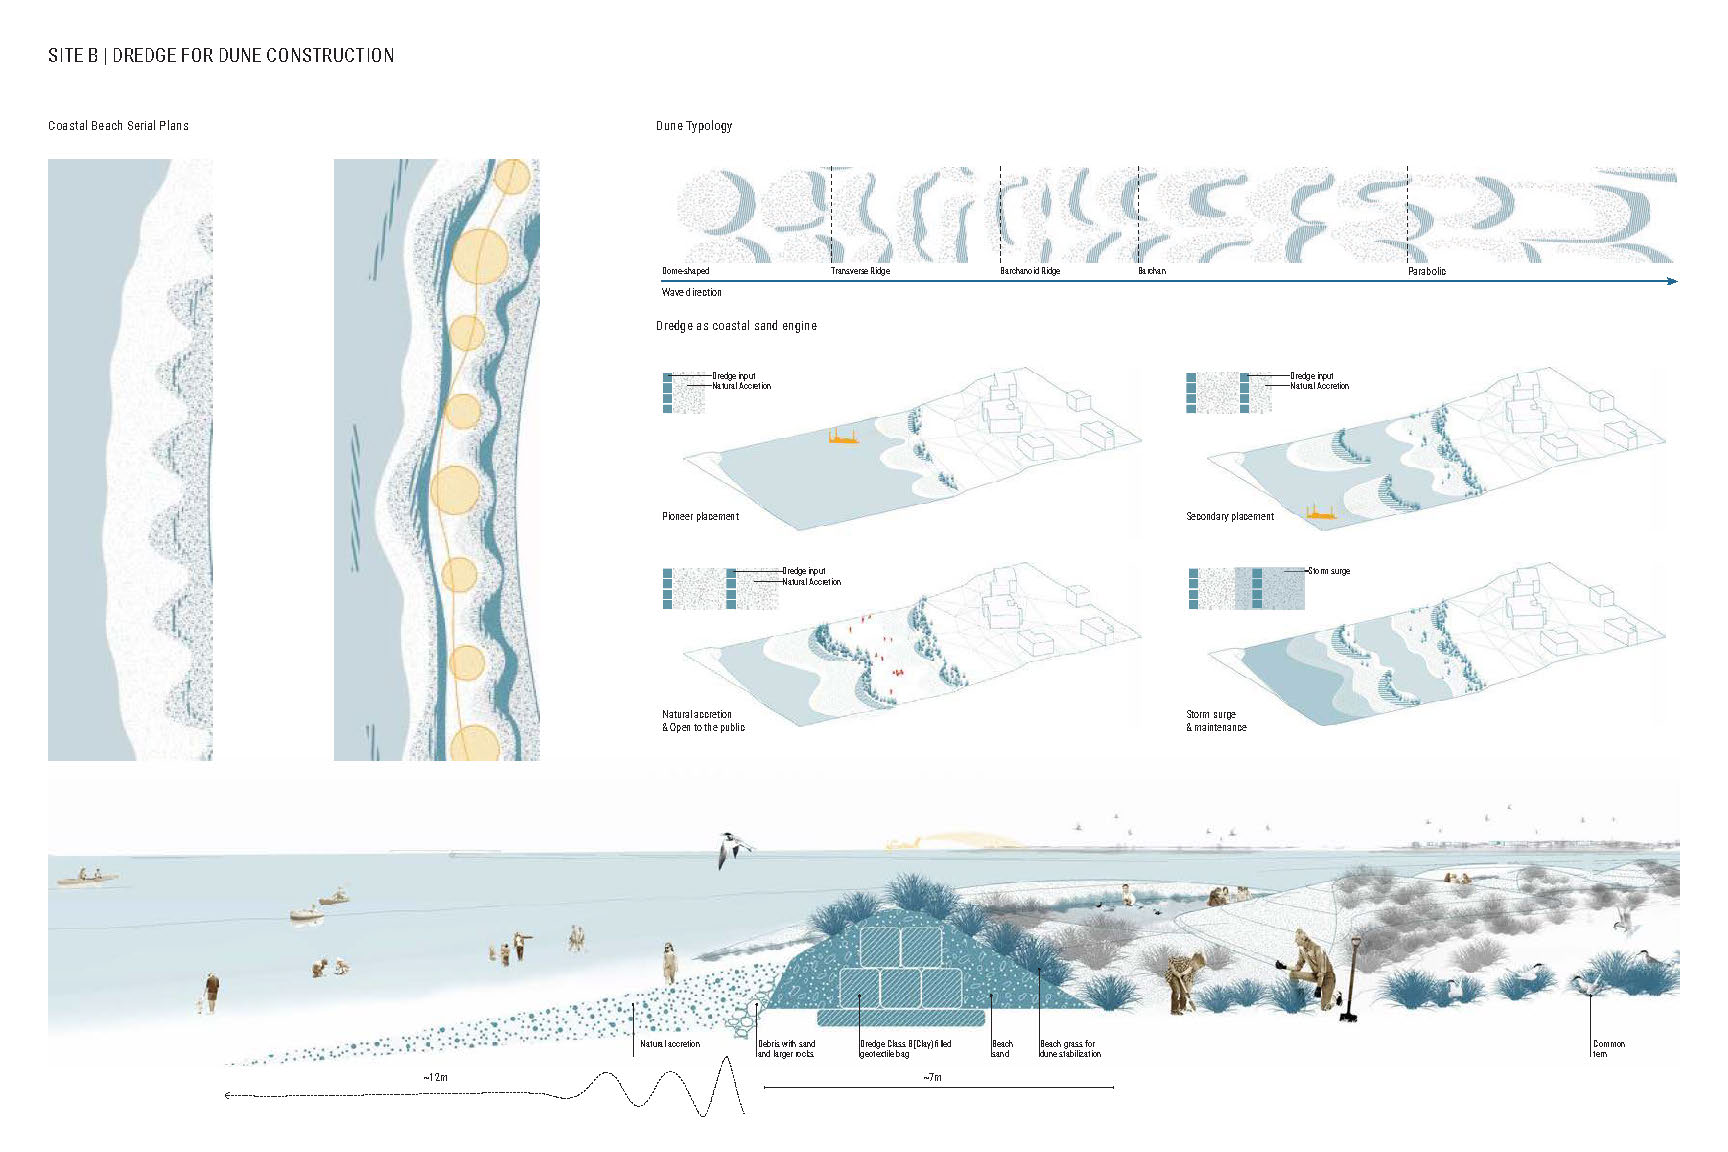 SITE B | DREDGE FOR DUNE CONSTRUCTION
Coastal Beach Serial Plans
Dune Typology
Dome-shaped
Transverse Ridge
Barchanoid Ridge
Barchan
Parabolic
Wave direction
Dredge as coastal sand engine
Dredge input
Natural Accretion
Pioneer placement
Dredge input
Natural Accretion
Secondary placement
Dredge input
Natural Accretion
Natural accretion
& Open to the public
Storm surge
Storm surge
& maintenance
Natural accretion
Debris with sand
and larger rocks
Dredge Class B(Clay) filled
geotextile bag
Beach
sand
Beach grass for
dune stabilization
Common
tern
~12m
~7m